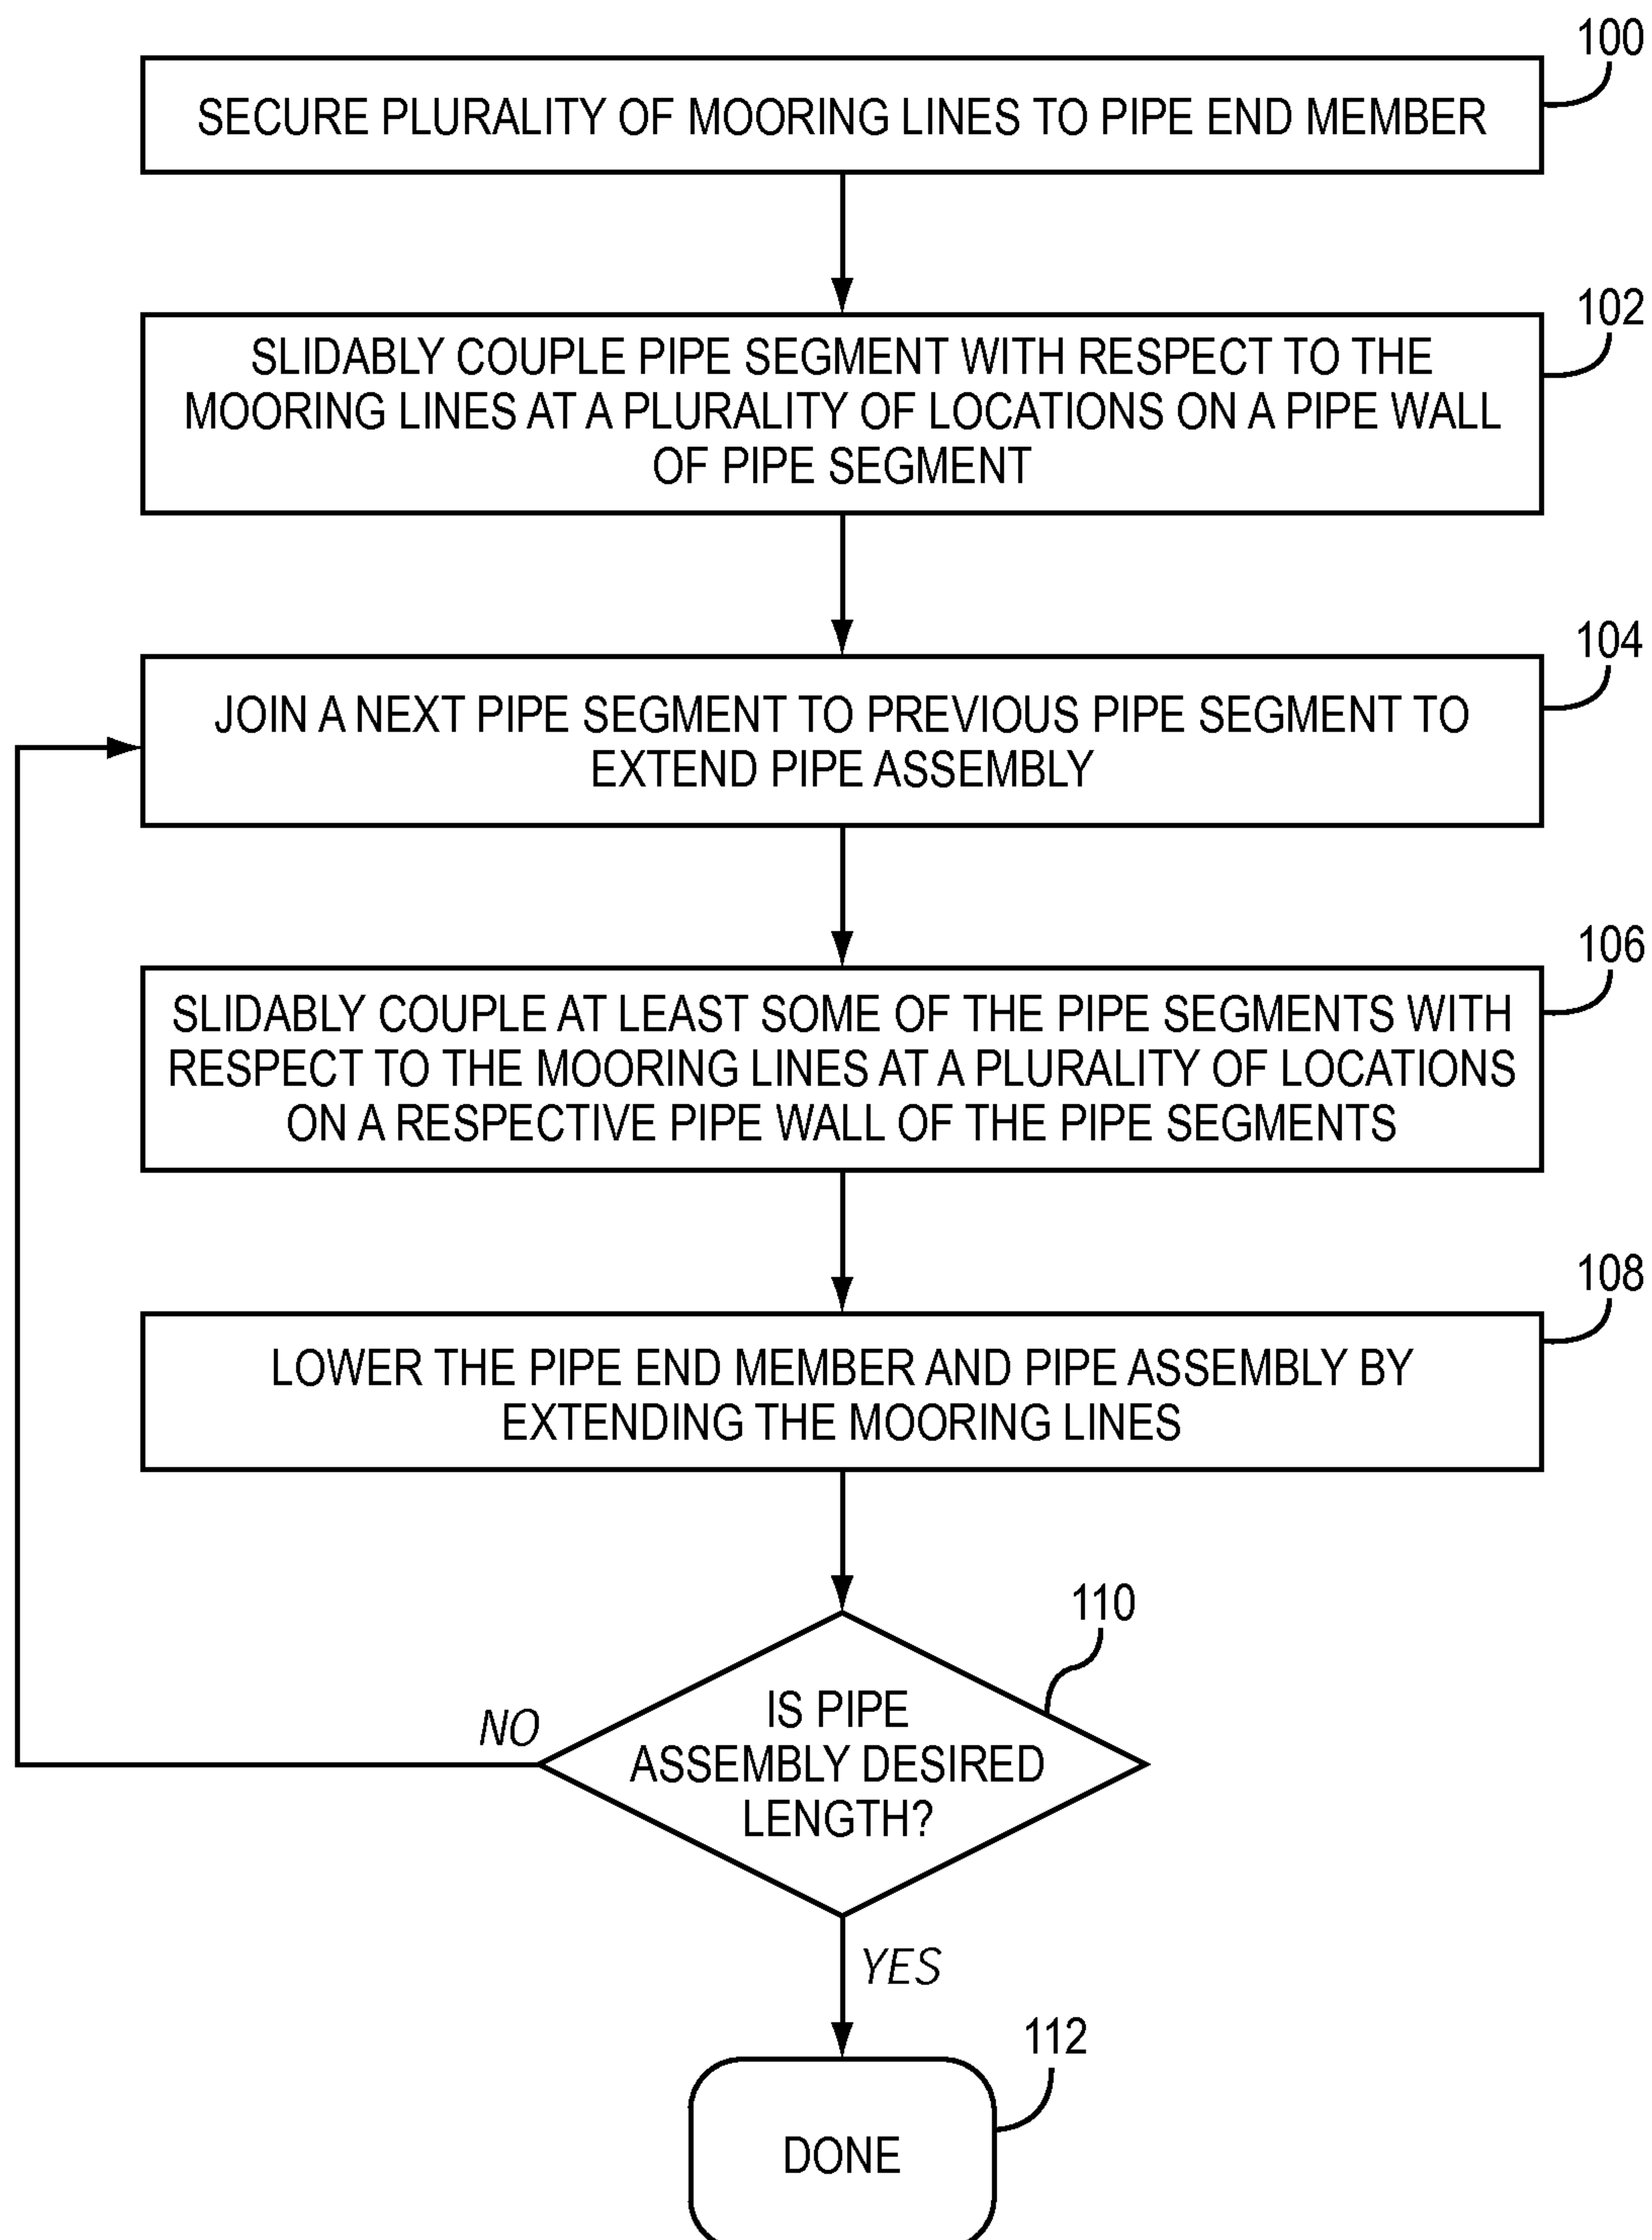 100
SECURE PLURALITY OF MOORING LINES TO PIPE END MEMBER
102
SLIDABLY COUPLE PIPE SEGMENT WITH RESPECT TO THE
MOORING LINES AT A PLURALITY OF LOCATIONS ON A PIPE WALL
OF PIPE SEGMENT
104
JOIN A NEXT PIPE SEGMENT TO PREVIOUS PIPE SEGMENT TO
EXTEND PIPE ASSEMBLY
106
SLIDABLY COUPLE AT LEAST SOME OF THE PIPE SEGMENTS WITH
RESPECT TO THE MOORING LINES AT A PLURALITY OF LOCATIONS
ON A RESPECTIVE PIPE WALL OF THE PIPE SEGMENTS
108
LOWER THE PIPE END MEMBER AND PIPE ASSEMBLY BY
EXTENDING THE MOORING LINES
110
IS PIPE
ASSEMBLY DESIRED
LENGTH?
NO
YES
112
DONE